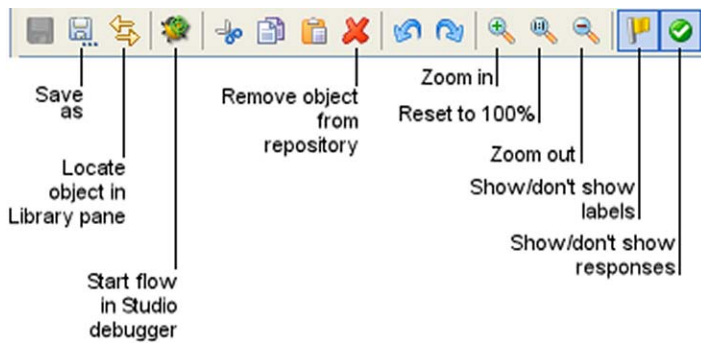 Save
as
Locate
object in
Library pane
Start flow
in Studio
debugger
Remove object
from
repository
Zoom in
Reset to 100%
Zoom out
Show/don't show
labels
Show/don't show
responses